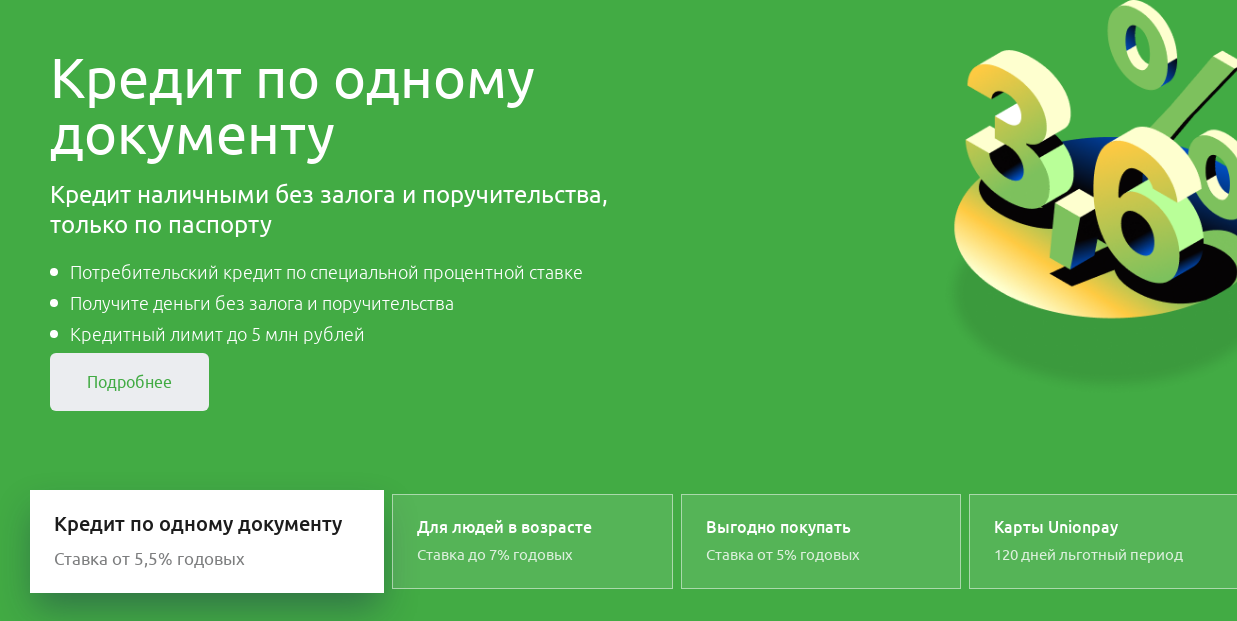 Кредит по одному
документу
Кредит наличными без залога и поручительства,
только по паспорту
Потребительский кредит по специальной процентной ставке
Получите деньги без залога и поручительства
Кредитный лимит до 5 млн рублей
Подробнее
3,6%
Кредит по одному документу
Ставка от 5,5% годовых
Для людей в возрасте
Ставка до 7% годовых
Выгодно покупать
Ставка от 5% годовых
Карты Unionpay
120 дней льготный период